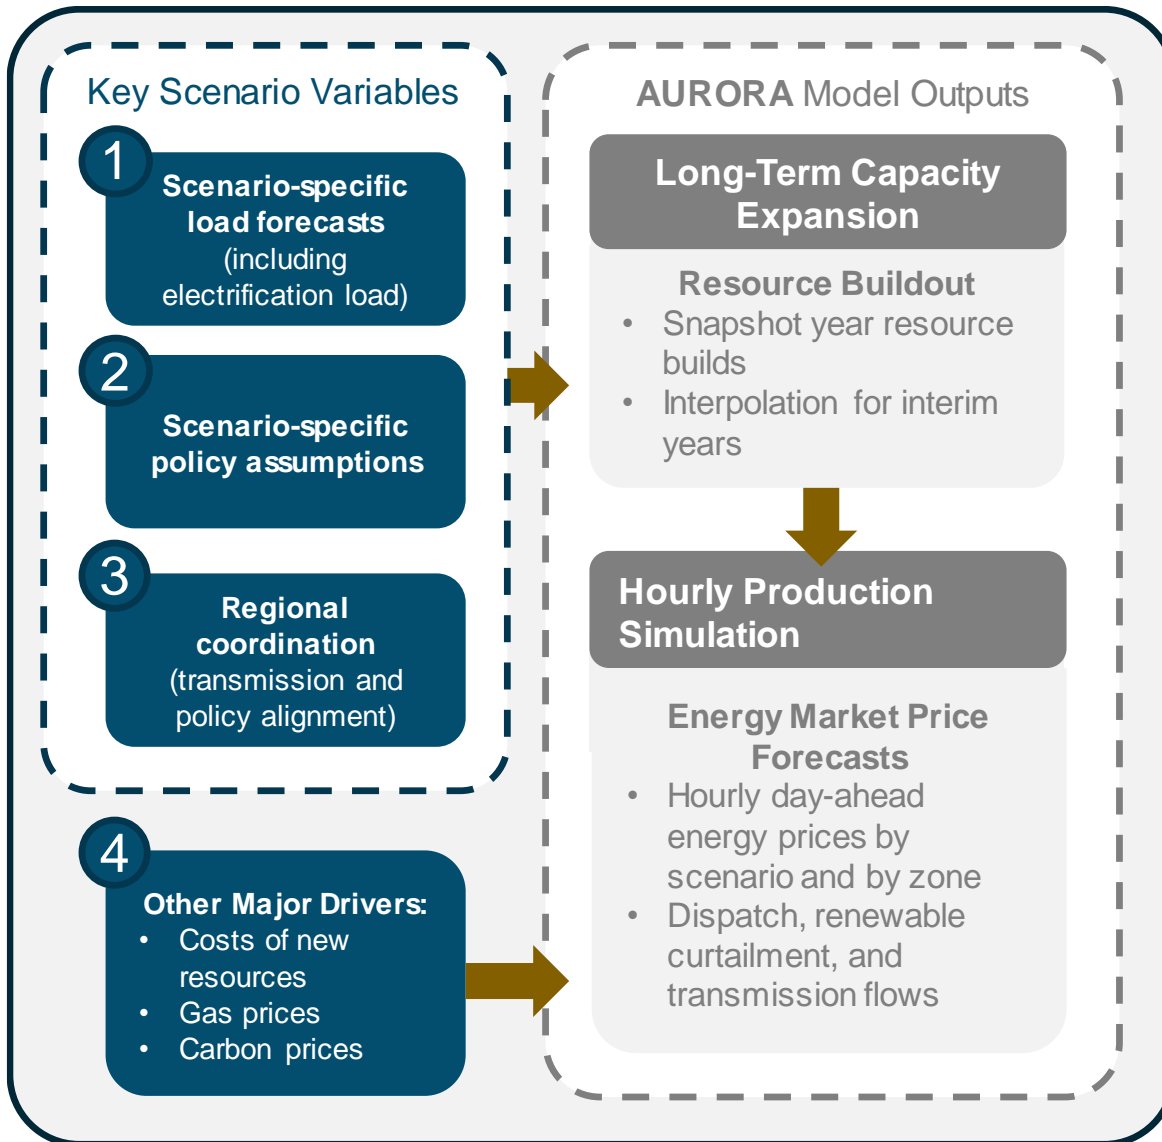 Key Scenario Variables
1
Scenario-specific
load forecasts
(including
electrification load)
2
Scenario-specific
policy assumptions
3
Regional
coordination
(transmission and
policy alignment)
4
Other Major Drivers:
• Costs of new
resources
• Gas prices
• Carbon prices
AURORA Model Outputs
Long-Term Capacity
Expansion
Resource Buildout
• Snapshot year resource
builds
• Interpolation for interim
years
Hourly Production
Simulation
Energy Market Price
Forecasts
• Hourly day-ahead
energy prices by
scenario and by zone
• Dispatch, renewable
curtailment, and
transmission flows